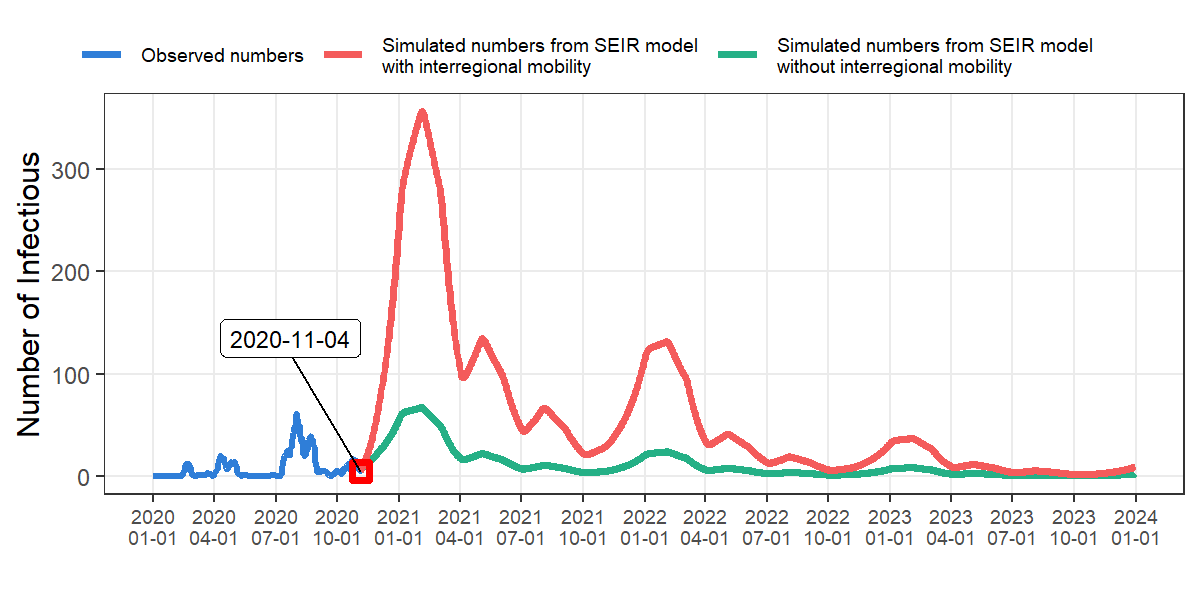 Observed numbers
Simulated numbers from SEIR model
with interregional mobility
Simulated numbers from SEIR model
without interregional mobility
Number of Infectious
300
200
100
0
2020-11-04
2020 2020 2020 2020 2021 2021 2021 2021 2022 2022 2022 2022 2023 2023 2023 2023 2024
01-01 04-01 07-01 10-01 01-01 04-01 07-01 10-01 01-01 04-01 07-01 10-01 01-01 04-01 07-01 10-01 01-01